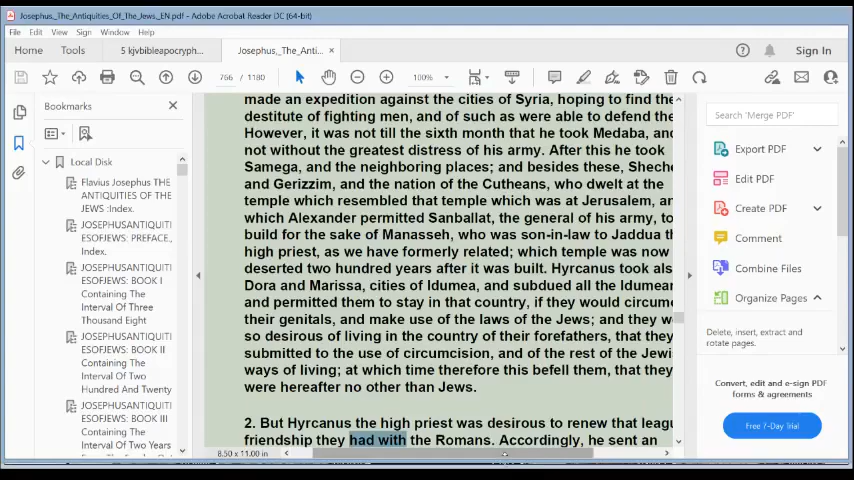 Josephus,_The_Antiquities_Of_The_Jews_EN.pdf - Adobe Acrobat Reader DC (64-bit)
File Edit View Sign Window Help
Home Tools 5 kjvbibleapocryph... Josephus,_The_Anti... × Sign In
766 / 1180 100%
Bookmarks
Local Disk
Flavius Josephus THE
ANTIQUITIES OF THE
JEWS :Index.
JOSEPHUSANTIQUITI
ESOFJEWS: PREFACE.,
Index.
JOSEPHUSANTIQUITI
ESOFJEWS: BOOK I
Containing The
Interval Of Three
Thousand Eight
JOSEPHUSANTIQUITI
ESOFJEWS: BOOK II
Containing The
Interval Of Two
Hundred And Twenty
JOSEPHUSANTIQUITI
ESOFJEWS: BOOK III
Containing The
Interval Of Two Years
made an expedition against the cities of Syria, hoping to find the
destitute of fighting men, and of such as were able to defend the
However, it was not till the sixth month that he took Medaba, and
not without the greatest distress of his army. After this he took
Samega, and the neighboring places; and besides these, Sheche
and Gerizzim, and the nation of the Cutheans, who dwelt at the
temple which resembled that temple which was at Jerusalem, an
which Alexander permitted Sanballat, the general of his army, to
build for the sake of Manasseh, who was son-in-law to Jaddua th
high priest, as we have formerly related; which temple was now
deserted two hundred years after it was built. Hyrcanus took als
Dora and Marissa, cities of Idumea, and subdued all the Idumean
and permitted them to stay in that country, if they would circumc
their genitals, and make use of the laws of the Jews; and they we
so desirous of living in the country of their forefathers, that they
submitted to the use of circumcision, and of the rest of the Jewi
ways of living; at which time therefore this befell them, that they
were hereafter no other than Jews.
2. But Hyrcanus the high priest was desirous to renew that leagu
friendship they had with the Romans. Accordingly, he sent an
8.50 x 11.00 in
Search 'Merge PDF'
Export PDF
Edit PDF
Create PDF
Comment
Combine Files
Organize Pages
Delete, insert, extract and
rotate pages.
Convert, edit and e-sign PDF
forms & agreements
Free 7-Day Trial